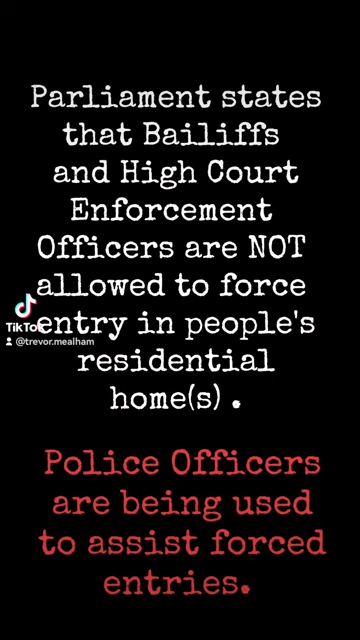 Parliament states
that Bailiffs
and High Court
Enforcement
Officers are NOT
allowed to force
entry in people's
residential
home(s) .
TikTok
@trevor.mealham
Police Officers
are being used
to assist forced
entries.